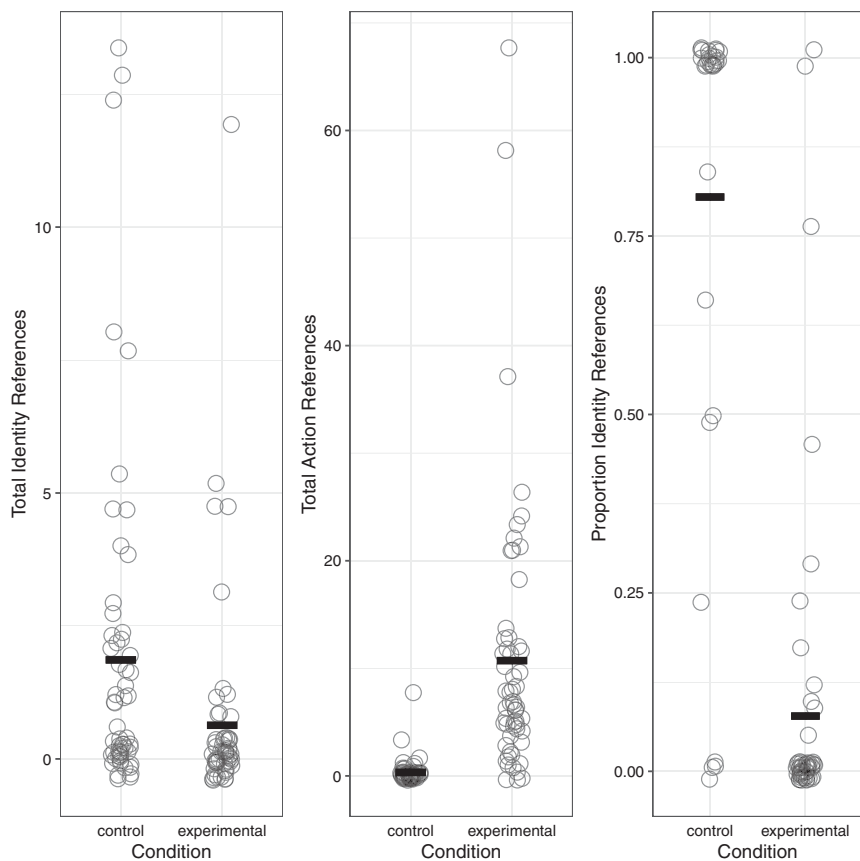 Total Identity References
10
5
0
control experimental
Condition
Total Action References
60
40
20
0
control experimental
Condition
Proportion Identity References
1.00
0.75
0.50
0.25
0.00
control experimental
Condition